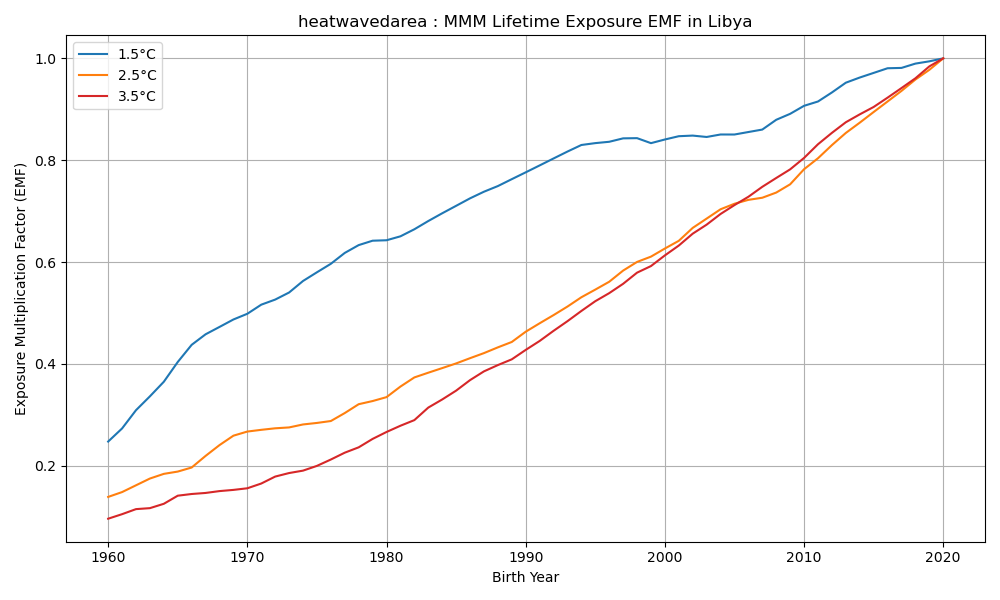 heatwavedarea : MMM Lifetime Exposure EMF in Libya
1.5°C
2.5°C
3.5°C
Exposure Multiplication Factor (EMF)
1.0
0.8
0.6
0.4
0.2
1960 1970 1980 1990 2000 2010 2020
Birth Year